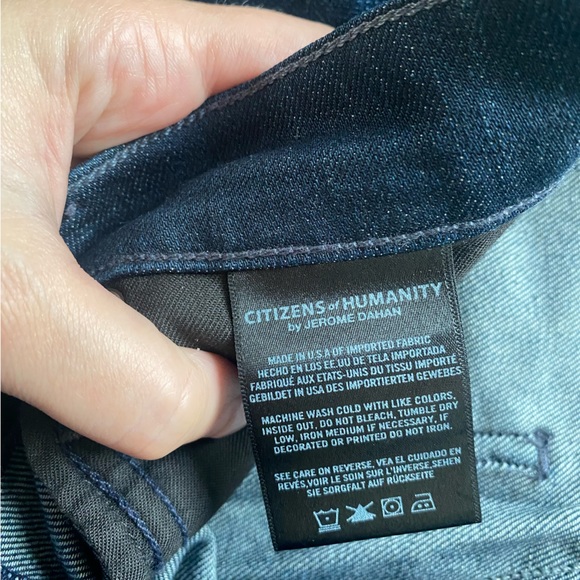 CITIZENS of HUMANITY
by JEROME DAHAN
MADE IN U.S.A OF IMPORTED FABRIC
HECHO EN LOS EE.UU DE TELA IMPORTADA
FABRIQUÉ AUX ETATS-UNIS DU TISSU IMPORTÉ
GEBILDET IN USA DES IMPORTIERTEN GEWEBES
MACHINE WASH COLD WITH LIKE COLORS,
INSIDE OUT, DO NOT BLEACH, TUMBLE DRY
LOW, IRON MEDIUM IF NECESSARY, IF
DECORATED OR PRINTED DO NOT IRON.
SEE CARE ON REVERSE, VEA CUIDADO EN
REVÉS,VOIR LE SOIN SUR L'INVERSE,SEHEN
SIE SORGFALT AUF RÜCKSEITE